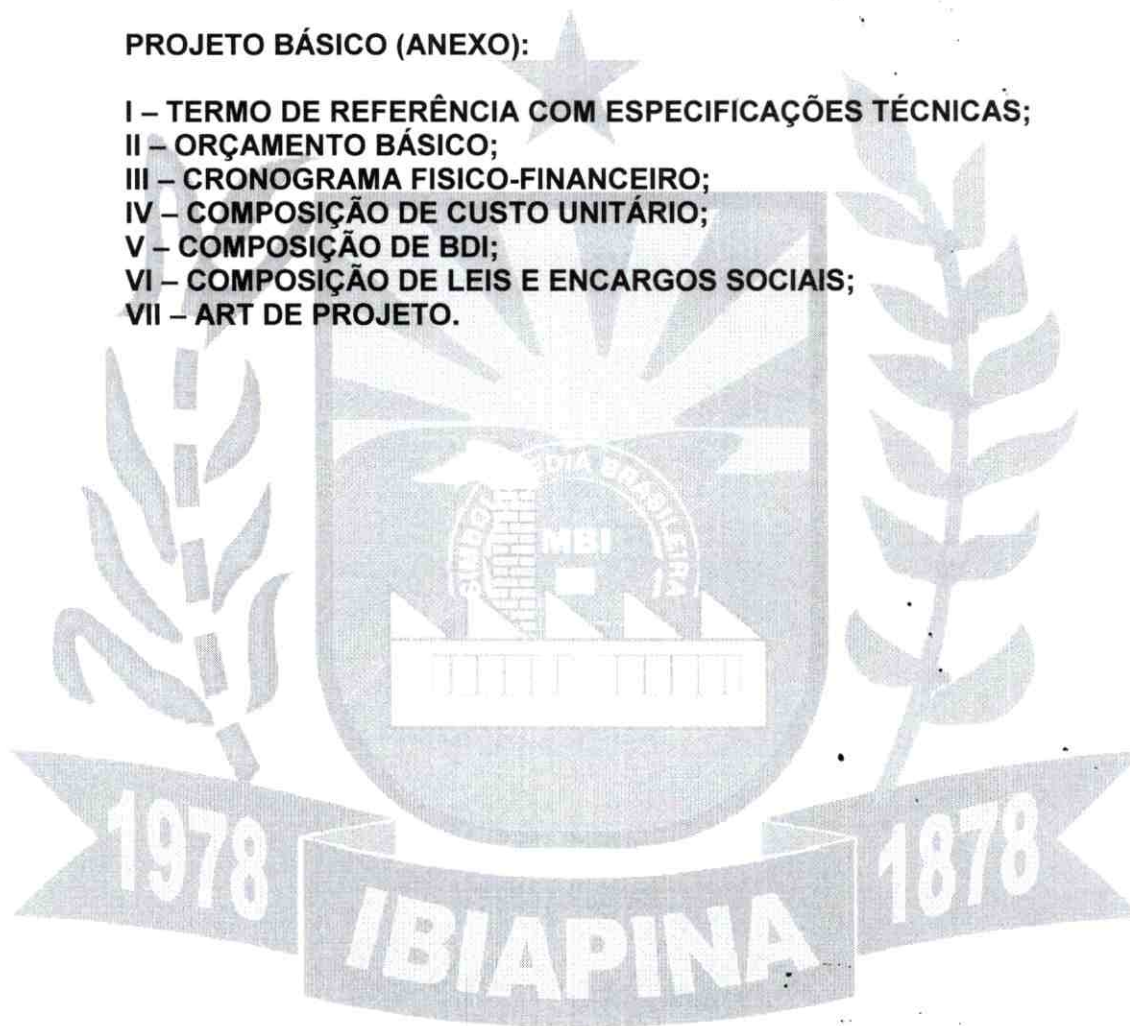 PROJETO BÁSICO (ANEXO):
I – TERMO DE REFERÊNCIA COM ESPECIFICAÇÕES TÉCNICAS;
II – ORÇAMENTO BÁSICO;
III – CRONOGRAMA FISICO-FINANCEIRO;
IV – COMPOSIÇÃO DE CUSTO UNITÁRIO;
V – COMPOSIÇÃO DE BDI;
VI – COMPOSIÇÃO DE LEIS E ENCARGOS SOCIAIS;
VII – ART DE PROJETO.
BRASILEIRA
MBI
1978
IBIAPINA
1878